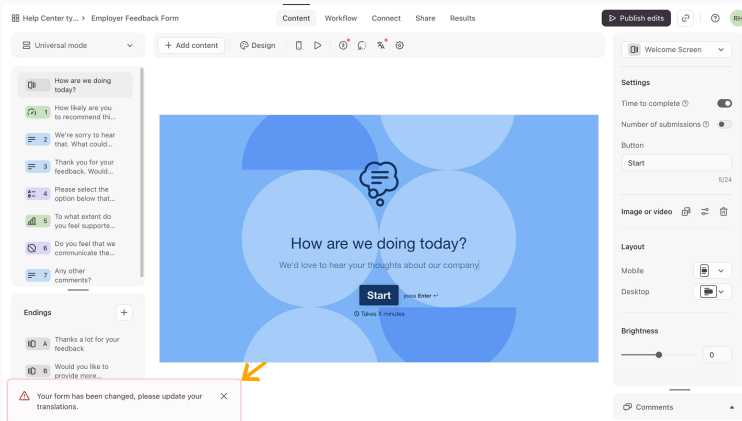 Help Center ty... > Employer Feedback Form
Content Workflow Connect Share Results
Publish edits
RH
Universal mode
+ Add content Design
Welcome Screen
How are we doing
today?
1 How likely are you
to recommend thi...
2 We're sorry to hear
that. What could...
3 Thank you for your
feedback. Would...
4 Please select the
option below that...
5 To what extent do
you feel supporte...
6 Do you feel that we
communicate the...
7 Any other
comments?
Endings +
A Thanks a lot for your
feedback
B Would you like to
provide more...
Your form has been changed, please update your
translations.
How are we doing today?
We'd love to hear your thoughts about our company
Start press Enter ↵
Takes X minutes
Settings
Time to complete
Number of submissions
Button
Start
5/24
Image or video
Layout
Mobile
Desktop
Brightness
0
Comments